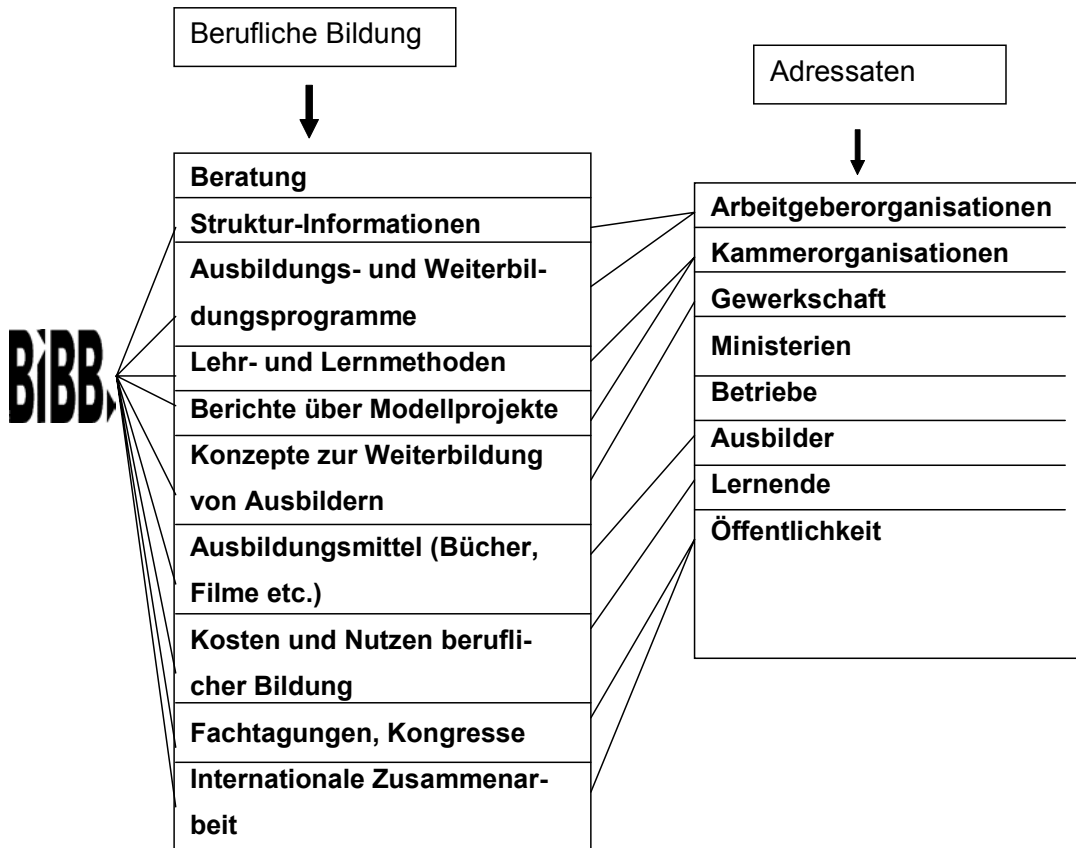 Berufliche Bildung
Adressaten
Beratung
Struktur-Informationen
Ausbildungs- und Weiterbil-
dungsprogramme
Lehr- und Lernmethoden
Berichte über Modellprojekte
Konzepte zur Weiterbildung
von Ausbildern
Ausbildungsmittel (Bücher,
Filme etc.)
Kosten und Nutzen berufli-
cher Bildung
Fachtagungen, Kongresse
Internationale Zusammenar-
beit
Arbeitgeberorganisationen
Kammerorganisationen
Gewerkschaft
Ministerien
Betriebe
Ausbilder
Lernende
Öffentlichkeit
BiBB